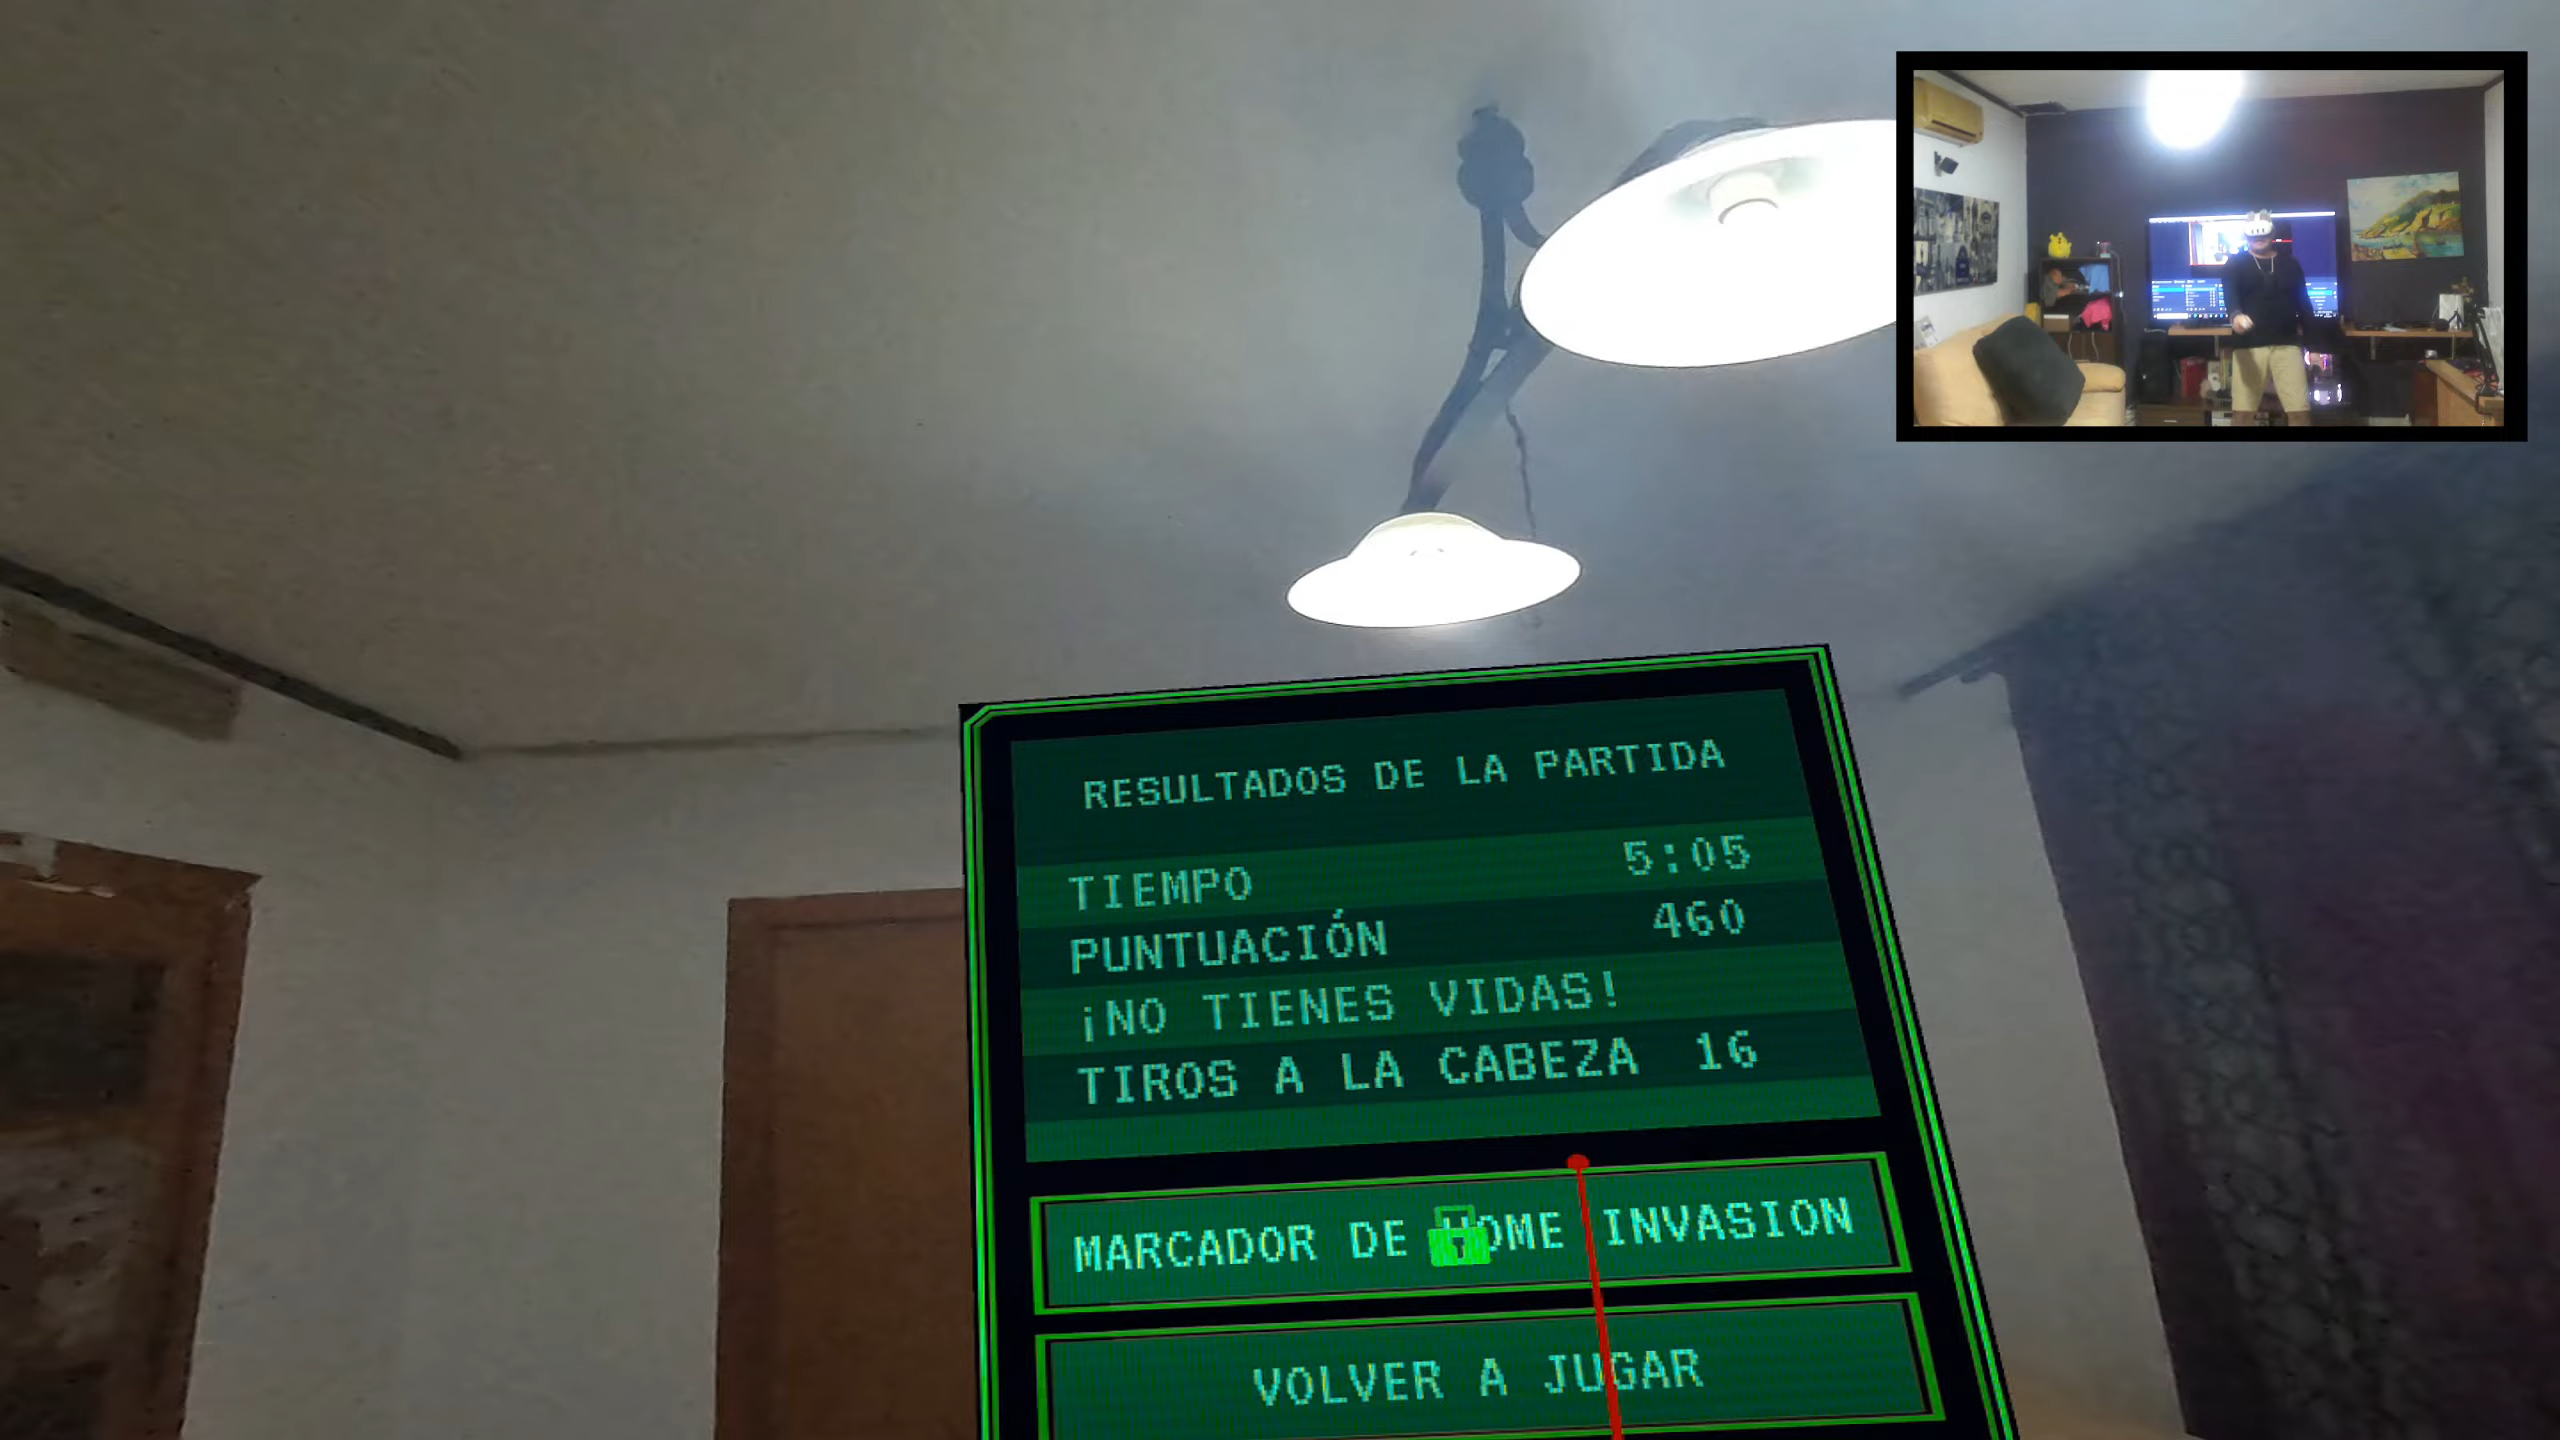 RESULTADOS DE LA PARTIDA
TIEMPO 5:05
PUNTUACIÓN 460
¡NO TIENES VIDAS!
TIROS A LA CABEZA 16
MARCADOR DE HOME INVASION
VOLVER A JUGAR